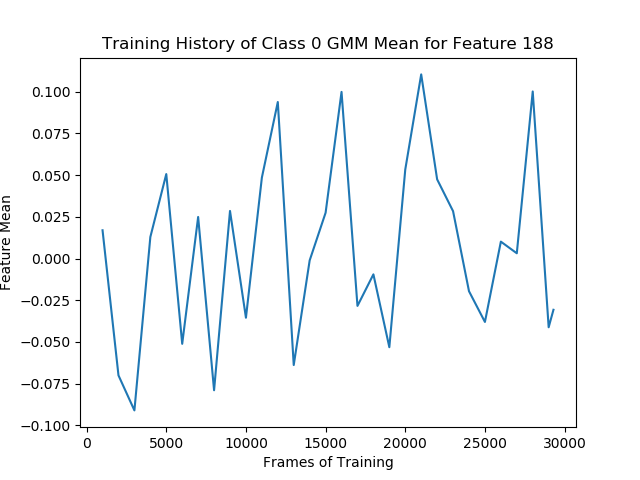 Training History of Class 0 GMM Mean for Feature 188
0.100
0.075
0.050
0.025
0.000
−0.025
−0.050
−0.075
−0.100
Feature Mean
0 5000 10000 15000 20000 25000 30000
Frames of Training